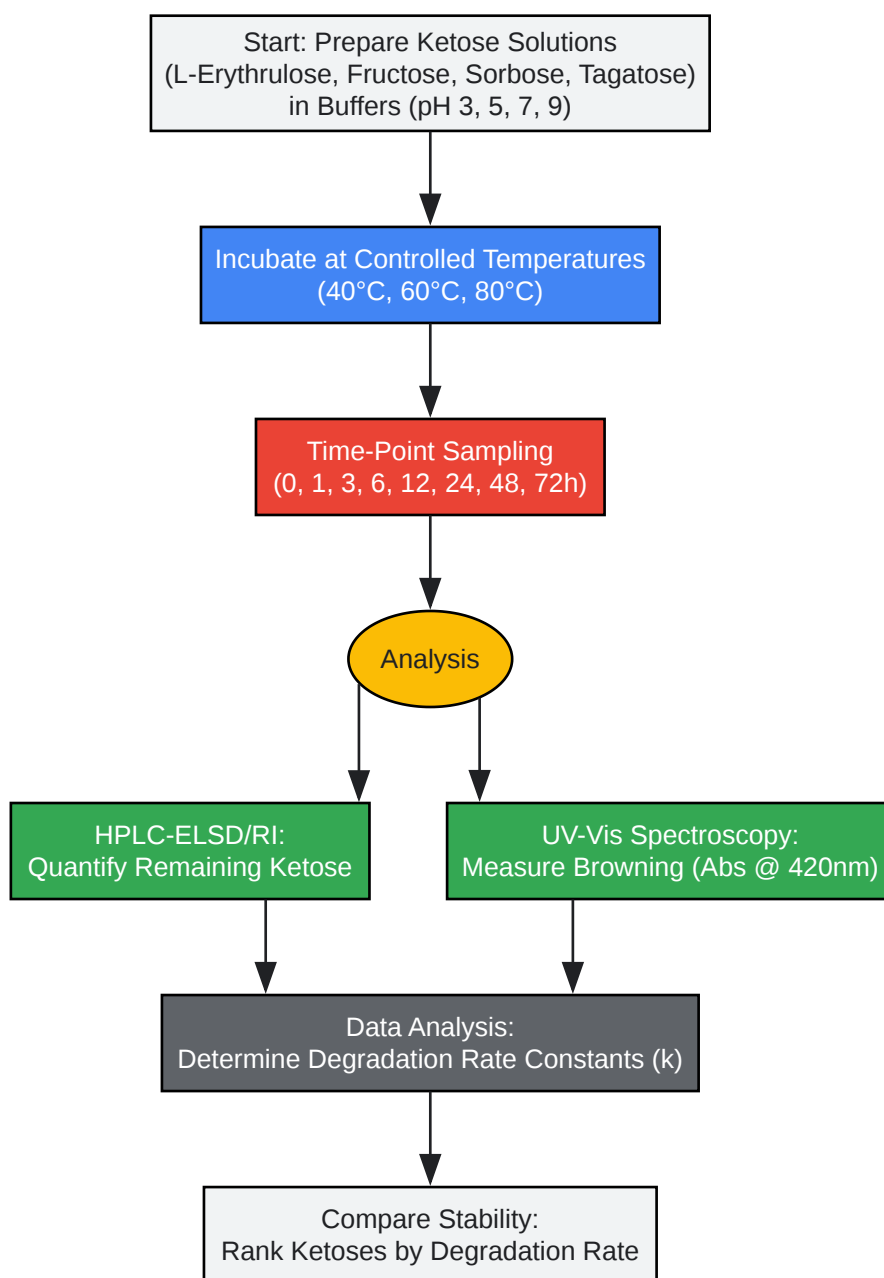 Start: Prepare Ketose Solutions
(L-Erythrulose, Fructose, Sorbose, Tagatose)
in Buffers (pH 3, 5, 7, 9)
Incubate at Controlled Temperatures
(40°C, 60°C, 80°C)
Time-Point Sampling
(0, 1, 3, 6, 12, 24, 48, 72h)
Analysis
HPLC-ELSD/RI:
Quantify Remaining Ketose
UV-Vis Spectroscopy:
Measure Browning (Abs @ 420nm)
Data Analysis:
Determine Degradation Rate Constants (k)
Compare Stability:
Rank Ketoses by Degradation Rate